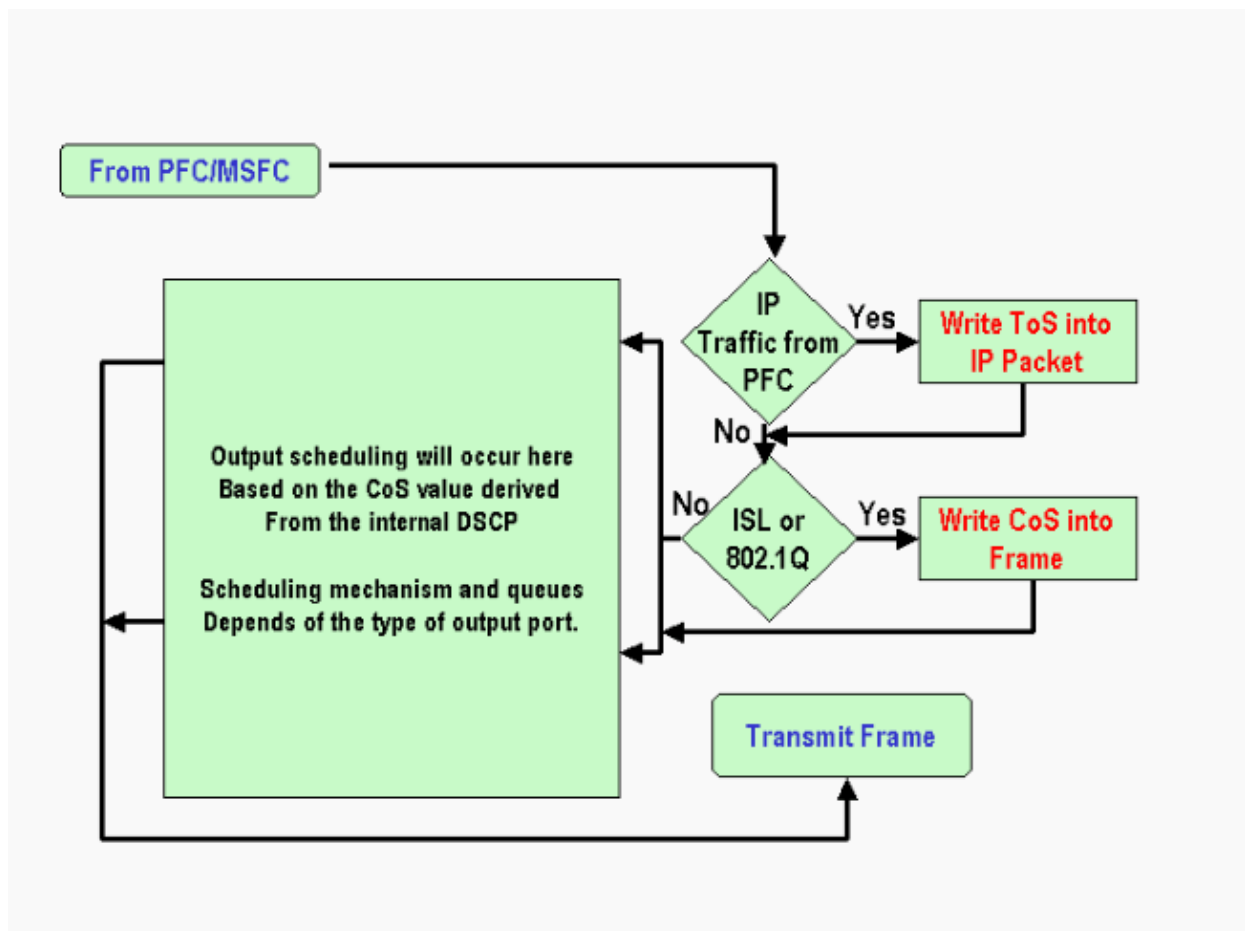 From PFC/MSFC
IP
Traffic from
PFC
Yes
Write ToS into
IP Packet
No
ISL or
802.1Q
No
Yes
Write CoS into
Frame
Output scheduling will occur here
Based on the CoS value derived
From the internal DSCP
Scheduling mechanism and queues
Depends of the type of output port.
Transmit Frame